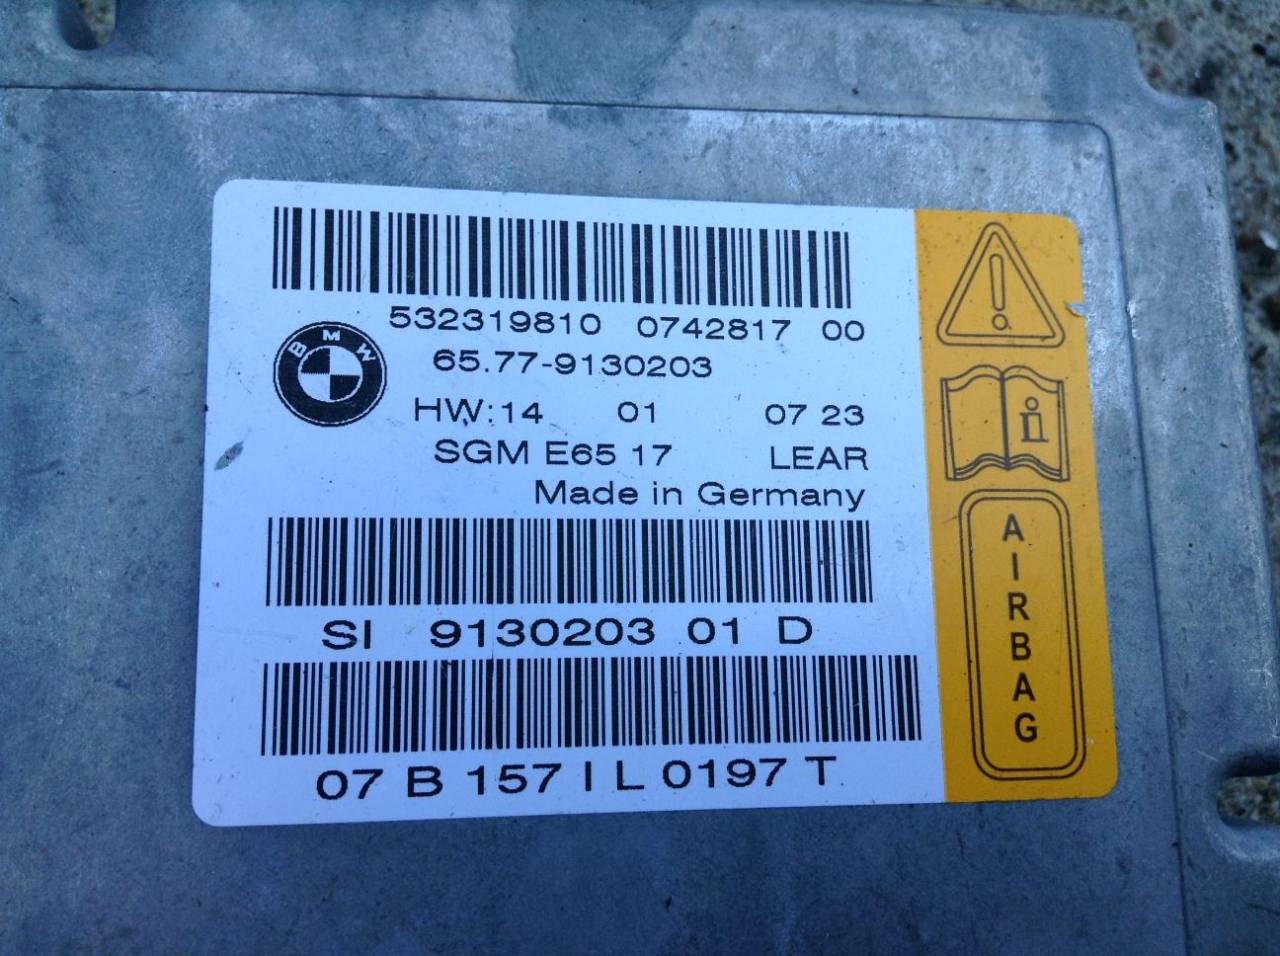 532319810 0742817 00
BMW
65.77-9130203
HW:14 01 07 23
SGM E65 17 LEAR
Made in Germany
SI 9130203 01 D
07 B 157 I L 0197 T
!
i
AIRBAG